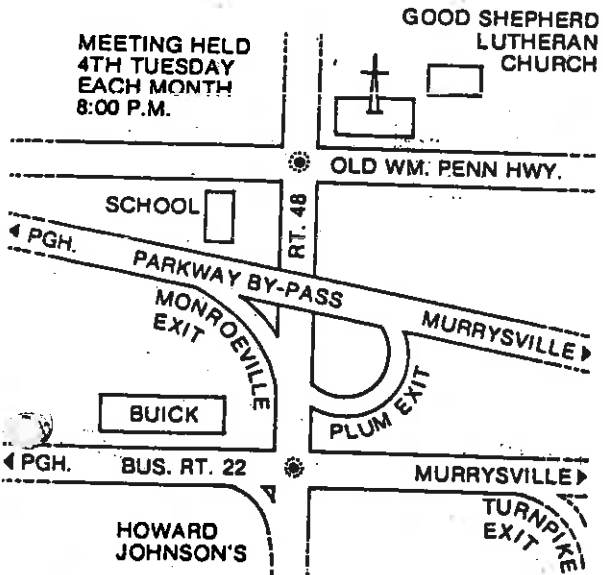 GOOD SHEPHERD
LUTHERAN
CHURCH
MEETING HELD
4TH TUESDAY
EACH MONTH
8:00 P.M.
OLD WM. PENN HWY.
SCHOOL
RT. 48
PGH.
PARKWAY BY-PASS
MURRYSVILLE
MONROEVILLE
EXIT
PLUM EXIT
BUICK
PGH.
BUS. RT. 22
MURRYSVILLE
TURNPIKE
EXIT
HOWARD
JOHNSON'S